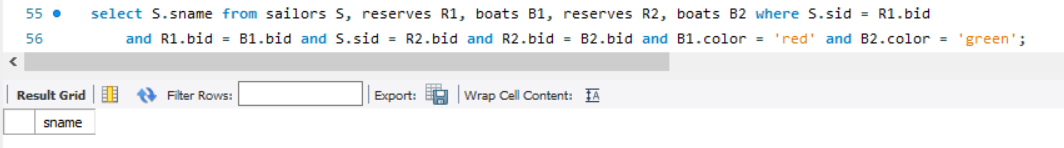 55 select S.sname from sailors S, reserves R1, boats B1, reserves R2, boats B2 where S.sid = R1.bid
56 and R1.bid = B1.bid and S.sid = R2.bid and R2.bid = B2.bid and B1.color = 'red' and B2.color = 'green';
Result Grid Filter Rows: Export: Wrap Cell Content:
sname